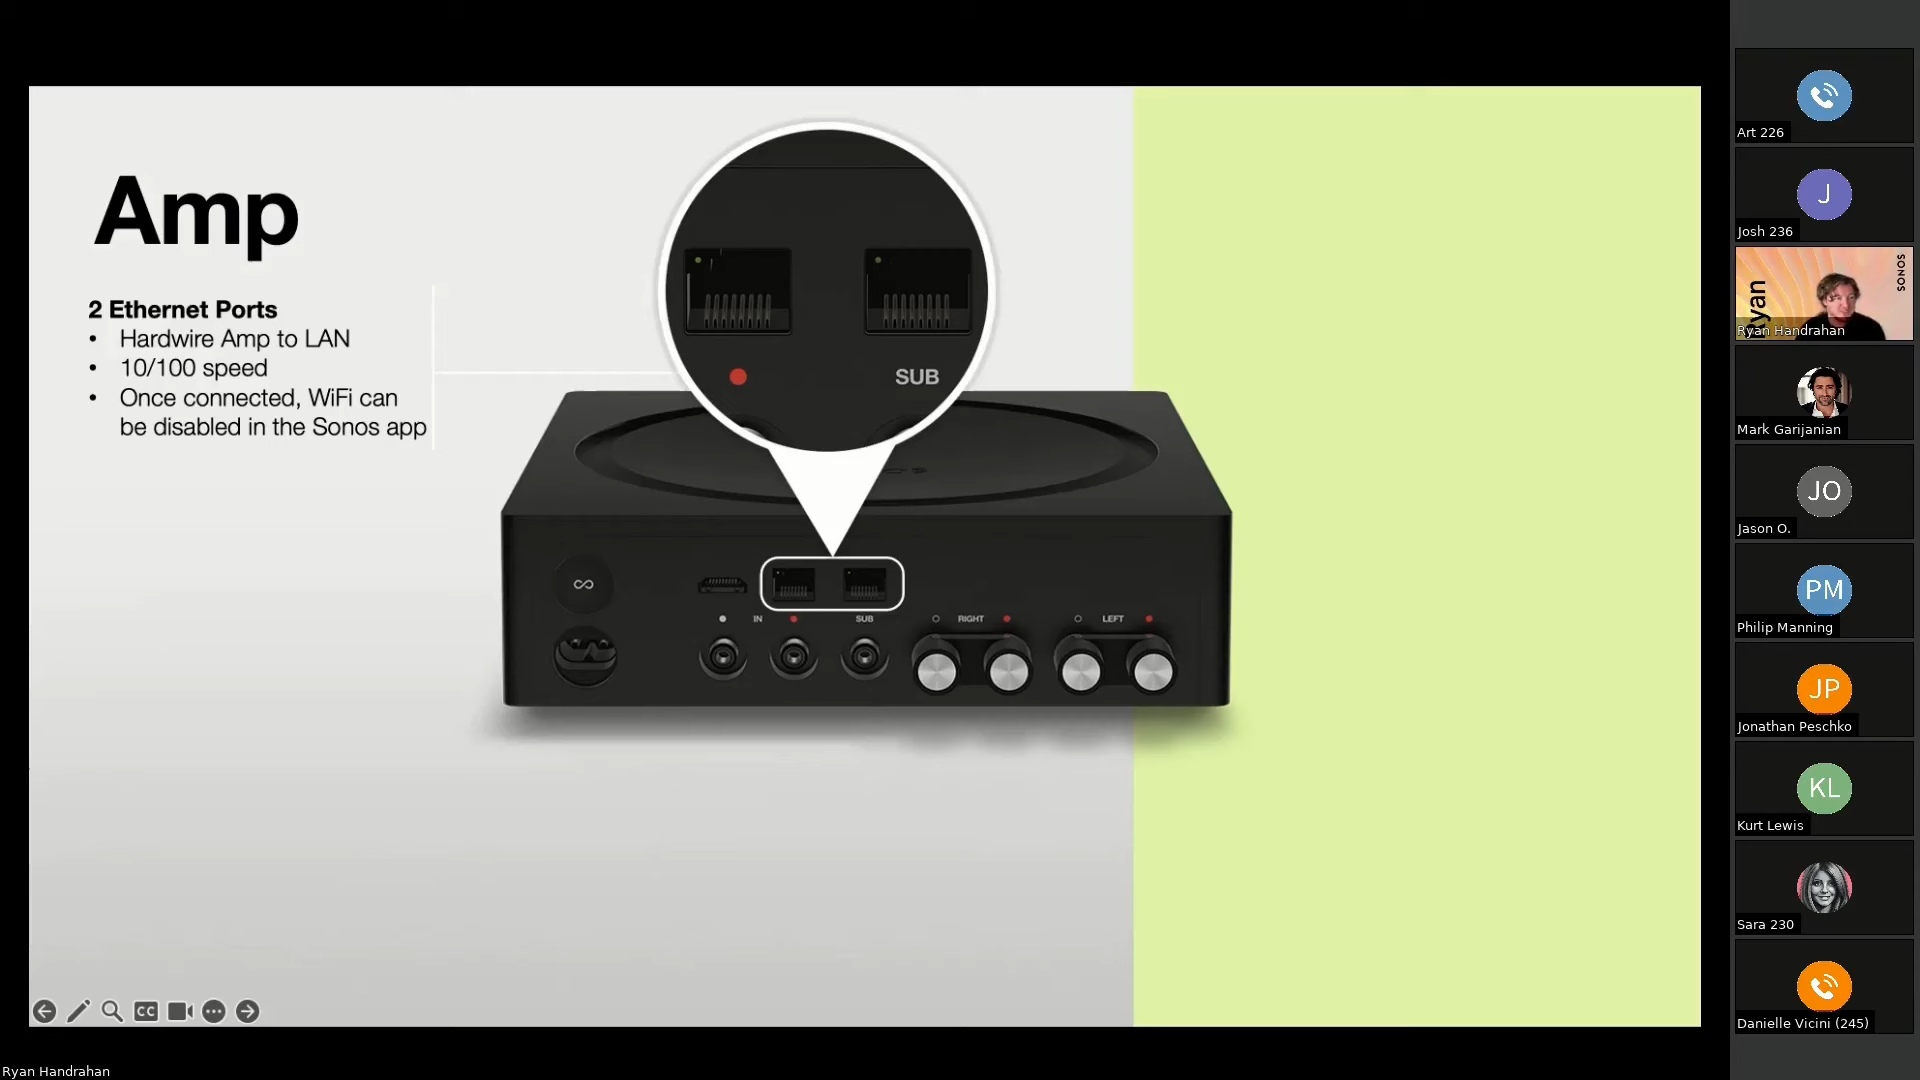 Amp
2 Ethernet Ports
• Hardwire Amp to LAN
• 10/100 speed
• Once connected, WiFi can
be disabled in the Sonos app
SUB
IN
SUB
RIGHT
LEFT
CC
Ryan Handrahan
Art 226
J
Josh 236
Ryan
SONOS
Ryan Handrahan
Mark Garijanian
JO
Jason O.
PM
Philip Manning
JP
Jonathan Peschko
KL
Kurt Lewis
Sara 230
Danielle Vicini (245)